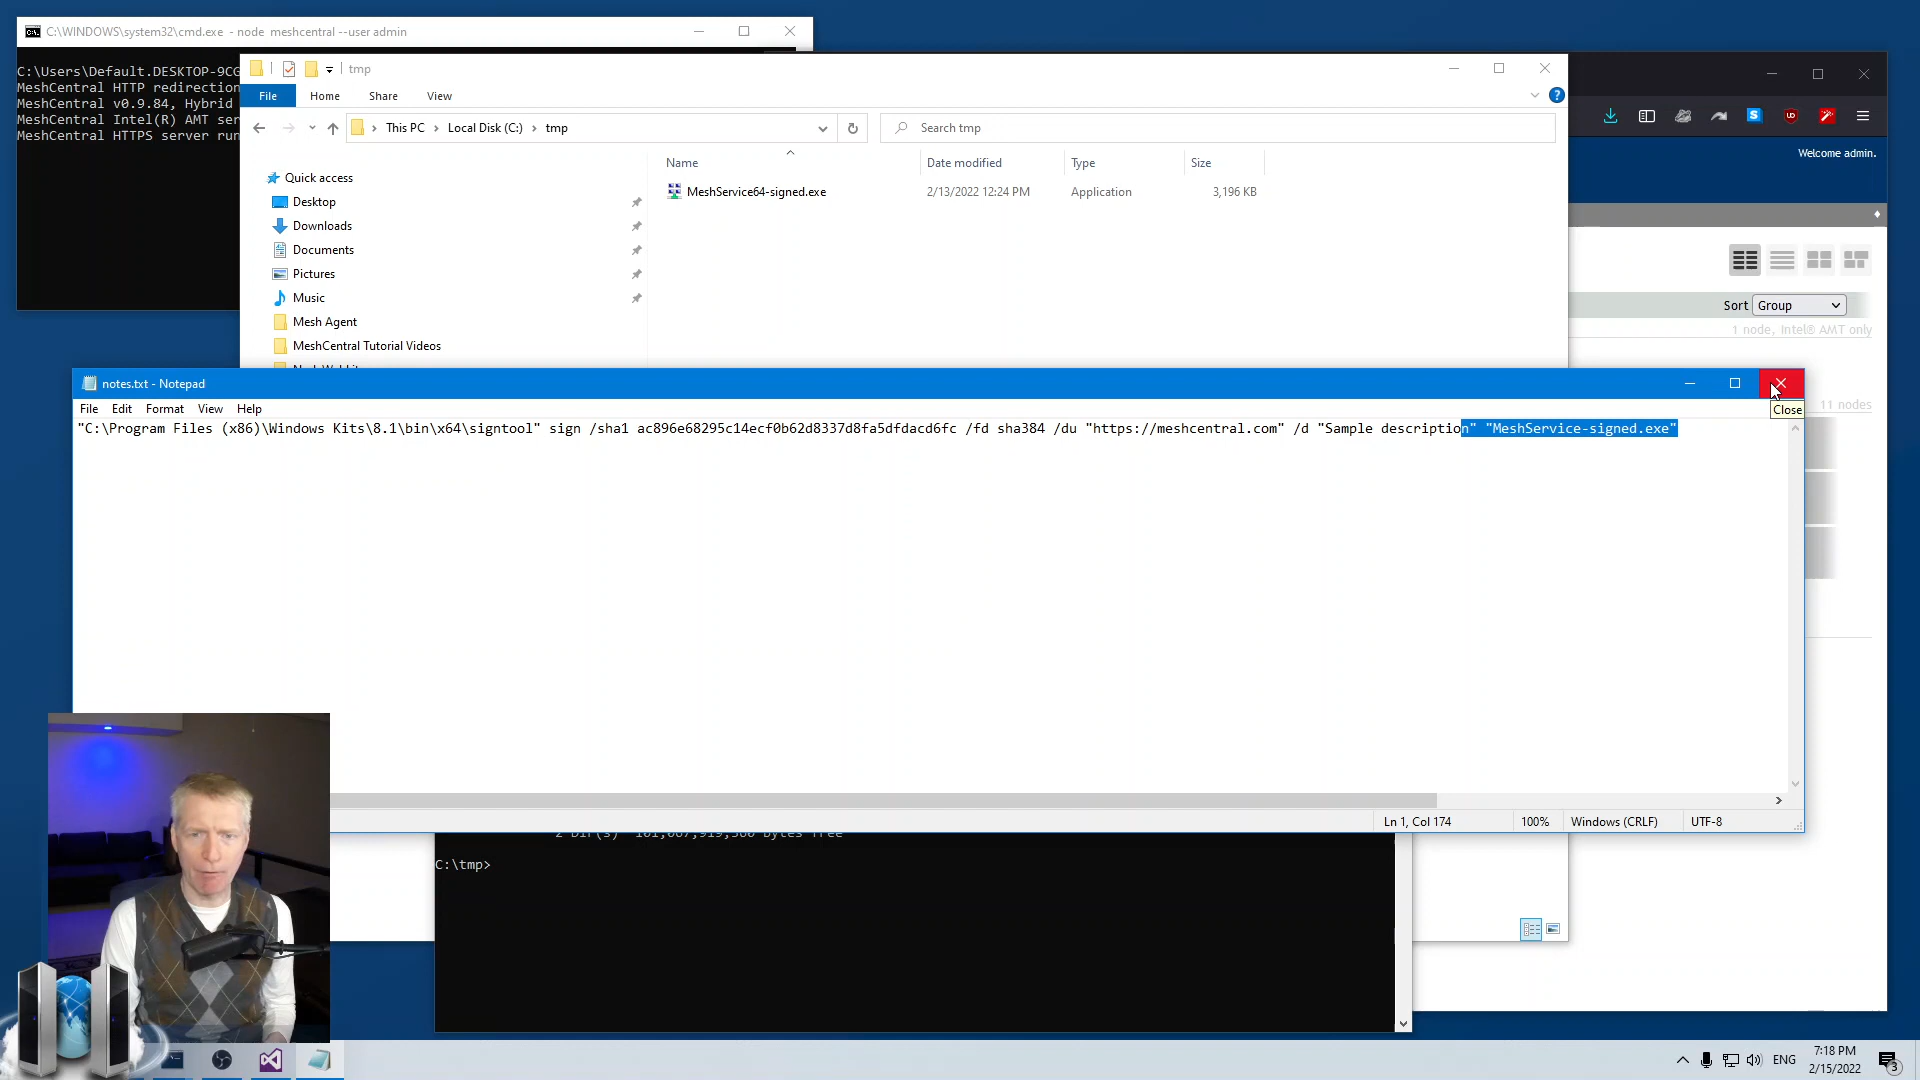 C:\WINDOWS\system32\cmd.exe - node meshcentral --user admin
C:\Users\Default.DESKTOP-9CG
MeshCentral HTTP redirection
MeshCentral v0.9.84, Hybrid
MeshCentral Intel(R) AMT ser
MeshCentral HTTPS server run
tmp
File Home Share View
This PC Local Disk (C:) tmp
Search tmp
Name Date modified Type Size
MeshService64-signed.exe 2/13/2022 12:24 PM Application 3,196 KB
Quick access
Desktop
Downloads
Documents
Pictures
Music
Mesh Agent
MeshCentral Tutorial Videos
Welcome admin.
Sort Group
1 node, Intel® AMT only
11 nodes
notes.txt - Notepad
Close
File Edit Format View Help
"C:\Program Files (x86)\Windows Kits\8.1\bin\x64\signtool" sign /sha1 ac896e68295c14ecf0b62d8337d8fa5dfdacd6fc /fd sha384 /du "https://meshcentral.com" /d "Sample description" "MeshService-signed.exe"
Ln 1, Col 174 100% Windows (CRLF) UTF-8
C:\tmp>
ENG
7:18 PM
2/15/2022
3